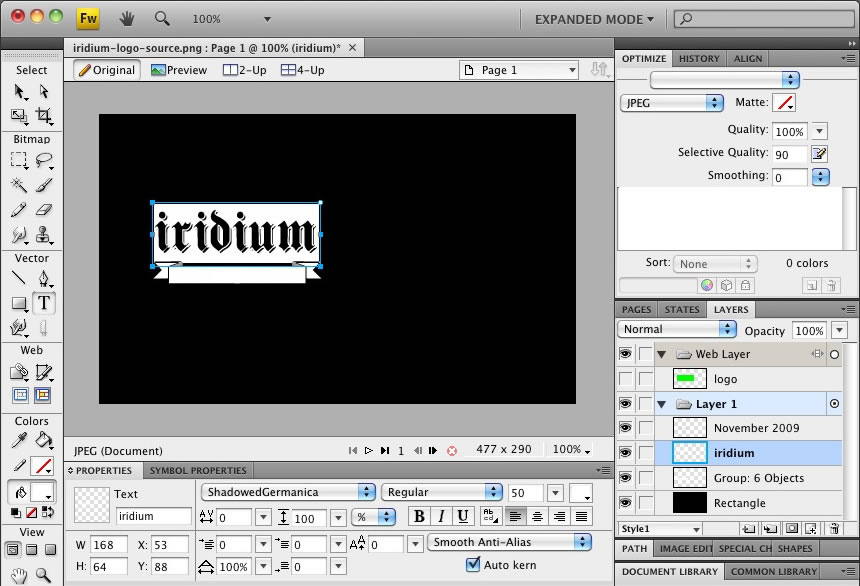 Fw 100% EXPANDED MODE
iridium-logo-source.png : Page 1 @ 100% (iridium)*
Original Preview 2-Up 4-Up Page 1
Select
Bitmap
Vector
T
Web
Colors
View
iridium
JPEG (Document) 1 477 x 290 100%
PROPERTIES SYMBOL PROPERTIES
Text ShadowedGermanica Regular 50
iridium 0 100 % B I U
W 168 X: 53 0 0 0 Smooth Anti-Alias
H: 64 Y: 88 100% 0 Auto kern
OPTIMIZE HISTORY ALIGN
JPEG Matte:
Quality: 100%
Selective Quality: 90
Smoothing: 0
Sort: None 0 colors
PAGES STATES LAYERS
Normal Opacity 100%
Web Layer
logo
Layer 1
November 2009
iridium
Group: 6 Objects
Rectangle
Style1
PATH IMAGE EDIT SPECIAL CH SHAPES
DOCUMENT LIBRARY COMMON LIBRARY